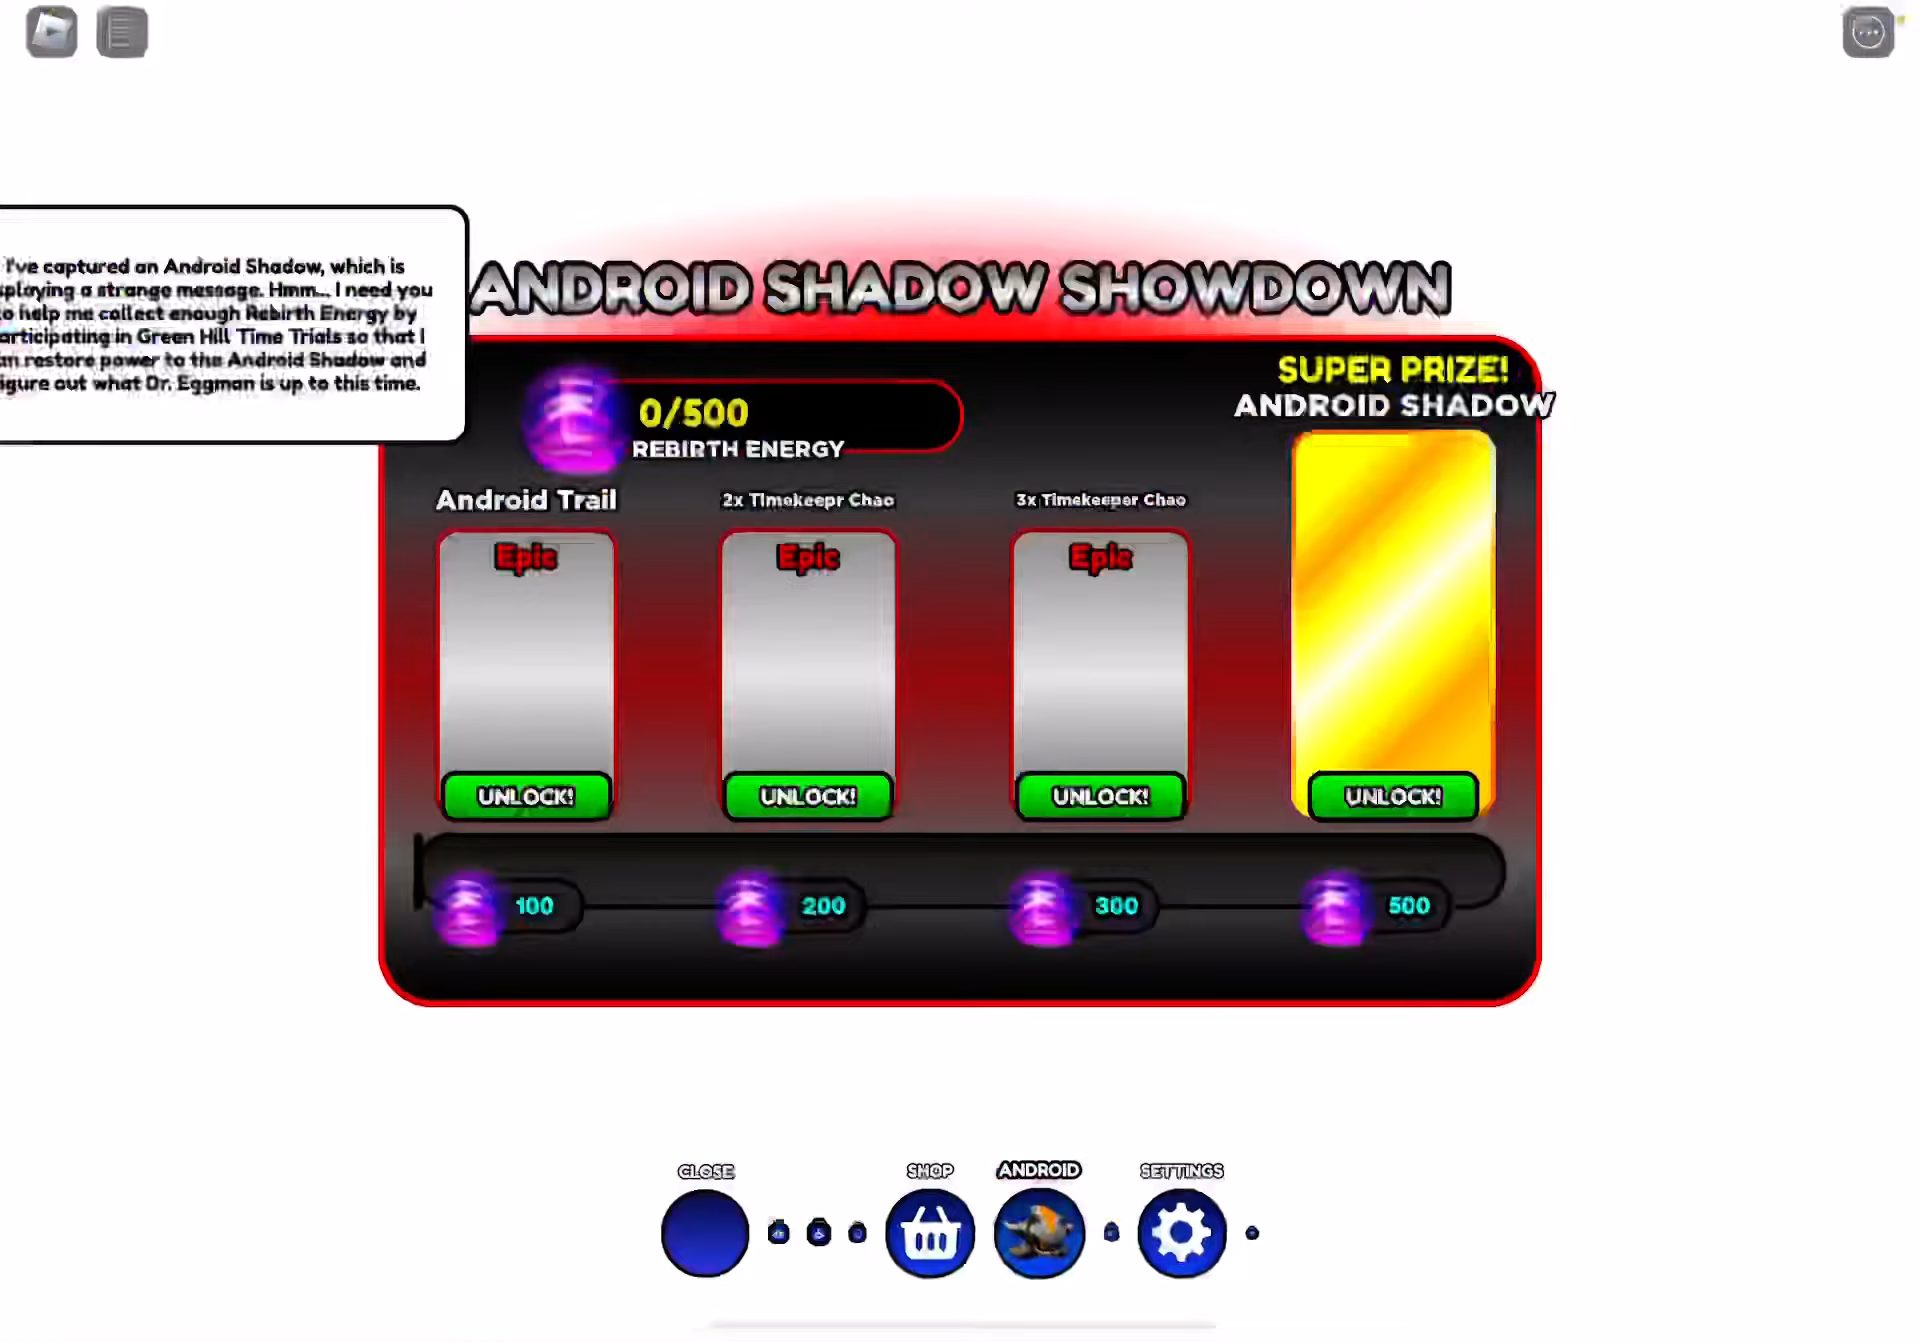 I've captured an Android Shadow, which is
splaying a strange message. Hmm... I need you
o help me collect enough Rebirth Energy by
articipating in Green Hill Time Trials so that I
an restore power to the Android Shadow and
igure out what Dr. Eggman is up to this time.
ANDROID SHADOW SHOWDOWN
SUPER PRIZE!
ANDROID SHADOW
0/500
REBIRTH ENERGY
Android Trail
2x Timekeepr Chao
3x Timekeeper Chao
Epic
Epic
Epic
UNLOCK!
UNLOCK!
UNLOCK!
UNLOCK!
100
200
300
500
CLOSE
SHOP
ANDROID
SETTINGS